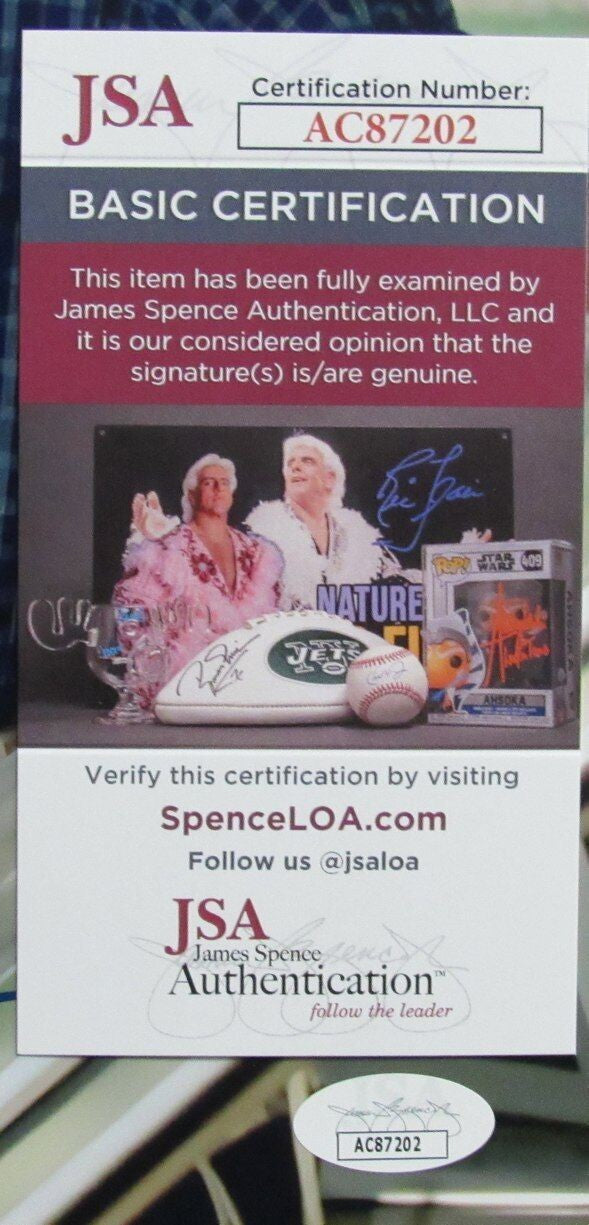 JSA
Certification Number:
AC87202
BASIC CERTIFICATION
This item has been fully examined by
James Spence Authentication, LLC and
it is our considered opinion that the
signature(s) is/are genuine.
NATURE
JETS
POP!
STAR
WARS
409
AHSOKA
Verify this certification by visiting
SpenceLOA.com
Follow us @jsaloa
JSA
James Spence
Authentication™
follow the leader
AC87202